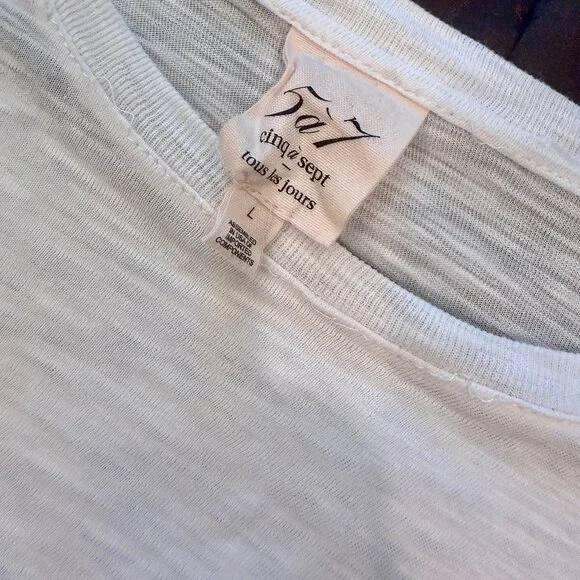 5à7
cinq à sept
–
tous les jours
L
ASSEMBLED
IN USA OF
IMPORTED
COMPONENTS